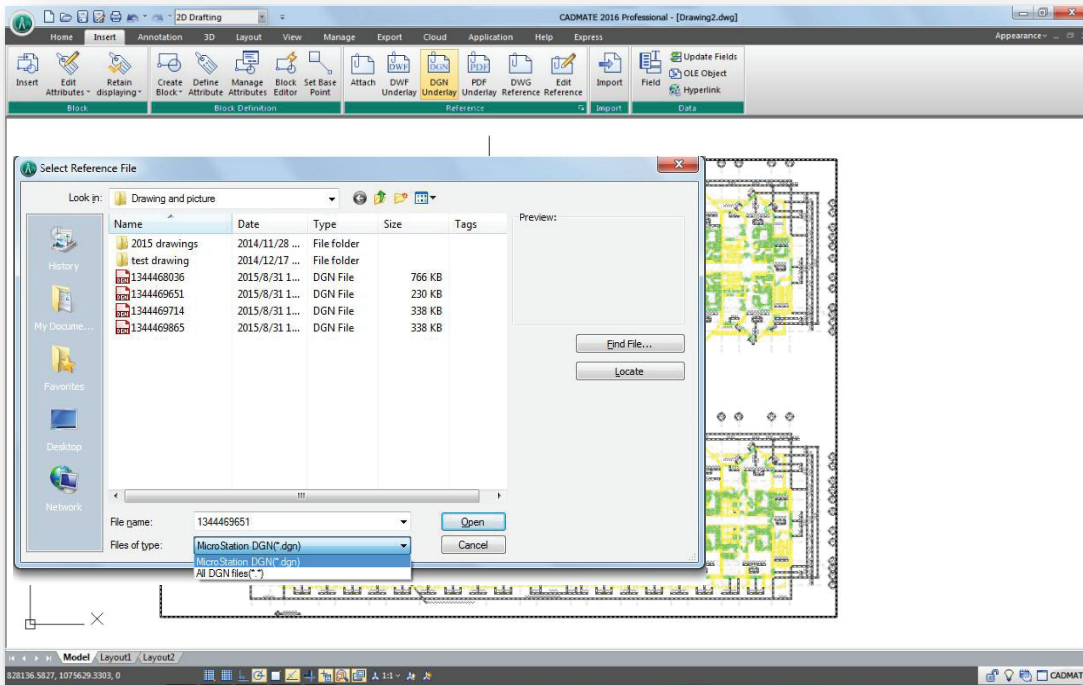 2D Drafting
CADMATE 2016 Professional - [Drawing2.dwg]
Home Insert Annotation 3D Layout View Manage Export Cloud Application Help Express Appearance
Insert
Edit Attributes
Retain displaying
Create Block
Define Attribute
Manage Attributes
Block Editor
Set Base Point
Attach
DWF Underlay
DGN Underlay
PDF Underlay
DWG Reference
Edit Reference
Import
Field
Update Fields
OLE Object
Hyperlink
Block Block Definition Reference Import Data
Select Reference File
Look in: Drawing and picture
Name Date Type Size Tags
Preview:
2015 drawings 2014/11/28 ... File folder
test drawing 2014/12/17 ... File folder
1344468036 2015/8/31 1... DGN File 766 KB
1344469651 2015/8/31 1... DGN File 230 KB
1344469714 2015/8/31 1... DGN File 338 KB
1344469865 2015/8/31 1... DGN File 338 KB
History
My Docume...
Favorites
Desktop
Network
Find File...
Locate
File name: 1344469651 Open
Files of type: MicroStation DGN(*.dgn) Cancel
MicroStation DGN(*.dgn)
All DGN files(*.*)
X
Model Layout1 Layout2
828136.5827, 1075629.3303, 0 1:1 CADMAT